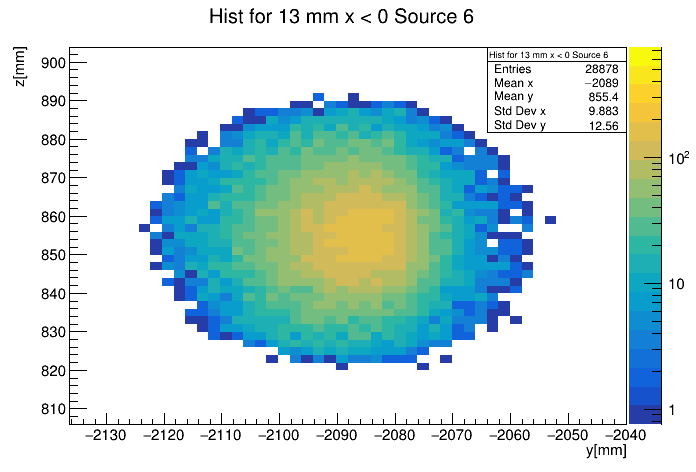 Hist for 13 mm x < 0 Source 6
z[mm]
Hist for 13 mm x < 0 Source 6
Entries 28878
Mean x −2089
Mean y 855.4
Std Dev x 9.883
Std Dev y 12.56
900
890
880
870
860
850
840
830
820
810
10²
10
1
−2130 −2120 −2110 −2100 −2090 −2080 −2070 −2060 −2050 −2040
y[mm]